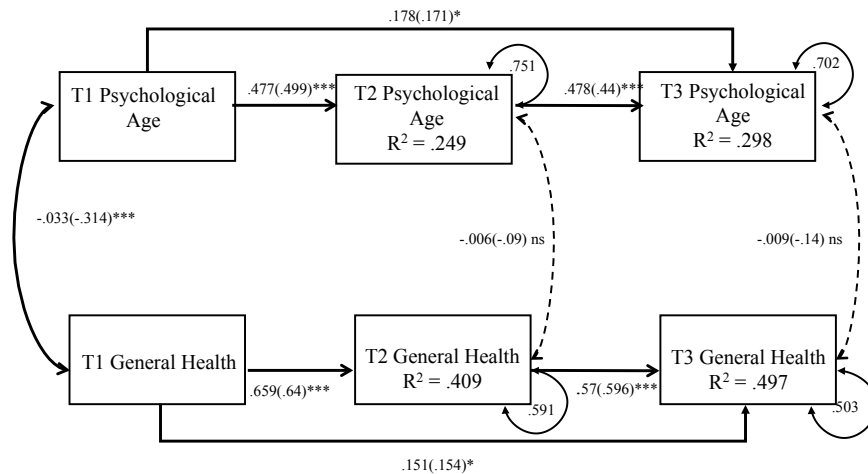 .178(.171)*
T1 Psychological
Age
.477(.499)***
T2 Psychological
Age
R² = .249
.751
.478(.44)***
T3 Psychological
Age
R² = .298
.702
-.033(-.314)***
-.006(-.09) ns
-.009(-.14) ns
T1 General Health
.659(.64)***
T2 General Health
R² = .409
.591
.57(.596)***
T3 General Health
R² = .497
.503
.151(.154)*